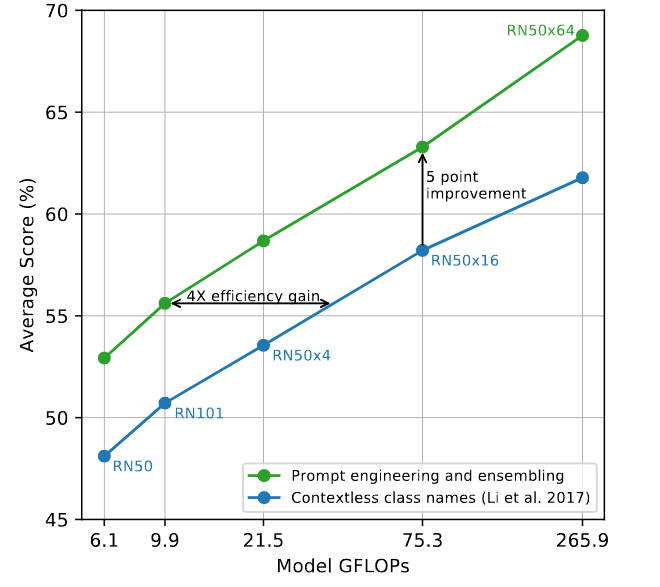 70
65
60
55
50
45
Average Score (%)
RN50x64
5 point
improvement
RN50x16
4X efficiency gain
RN50x4
RN101
RN50
Prompt engineering and ensembling
Contextless class names (Li et al. 2017)
6.1 9.9 21.5 75.3 265.9
Model GFLOPs